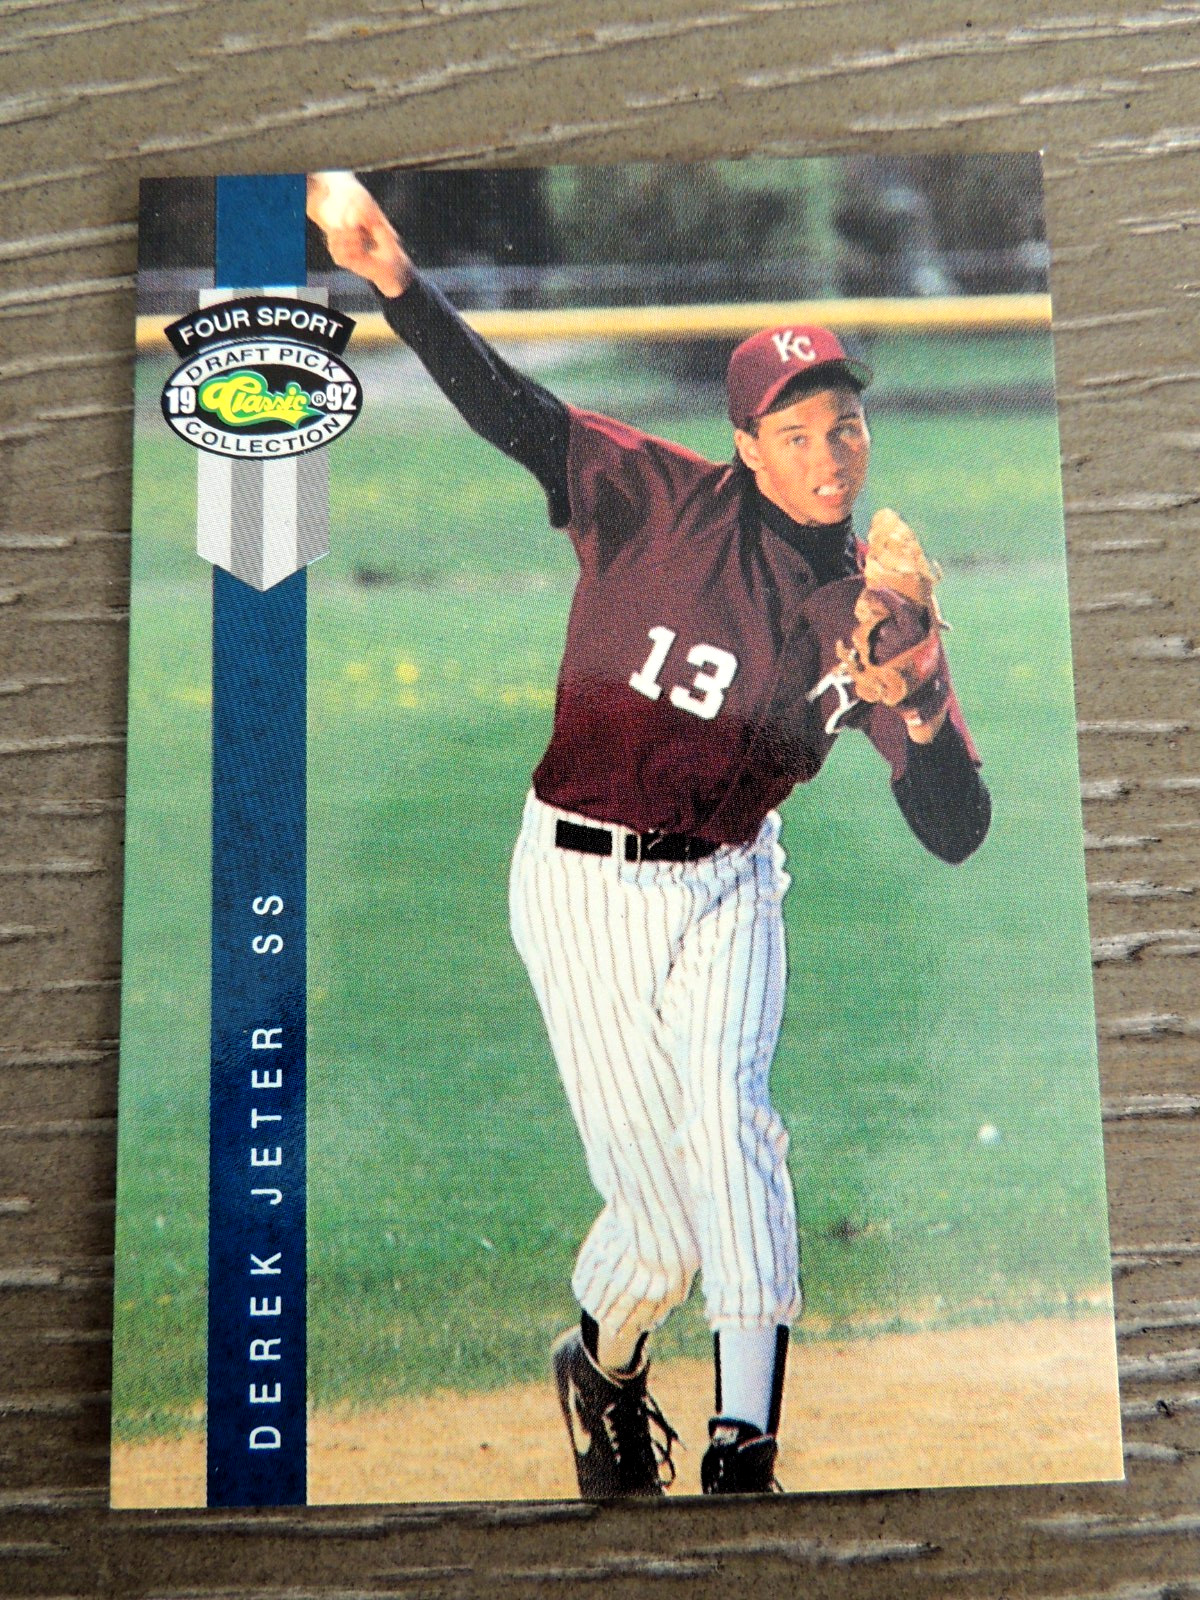 FOUR SPORT
DRAFT PICK
19 Classic ® 92
COLLECTION
KC
13
K
DEREK JETER SS